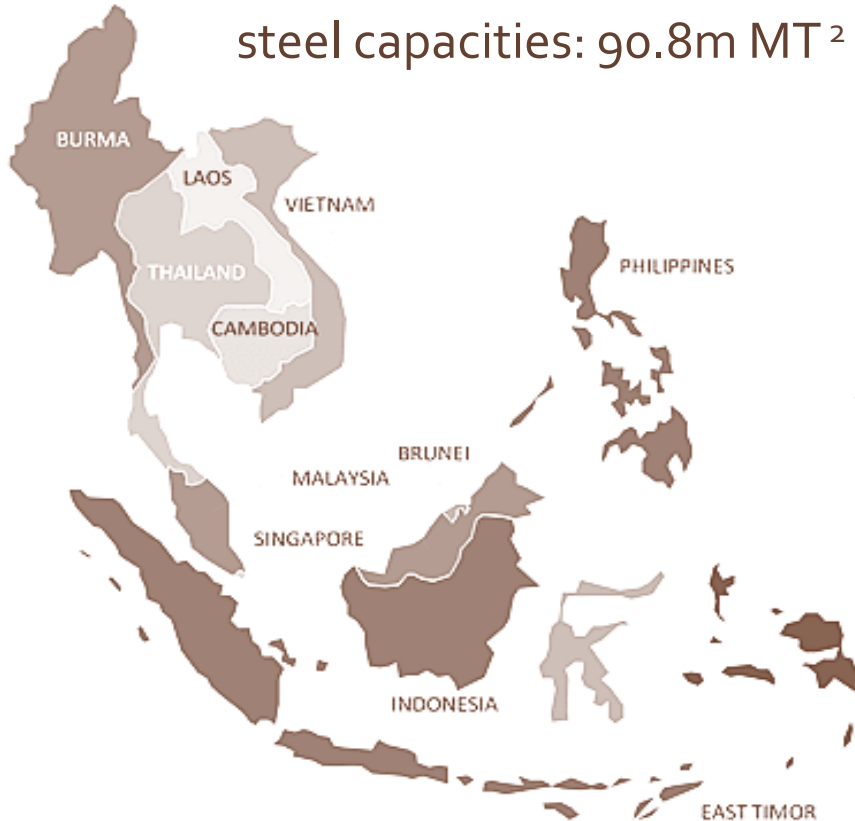 steel capacities: 90.8m MT ²
BURMA
LAOS
VIETNAM
THAILAND
PHILIPPINES
CAMBODIA
BRUNEI
MALAYSIA
SINGAPORE
INDONESIA
EAST TIMOR